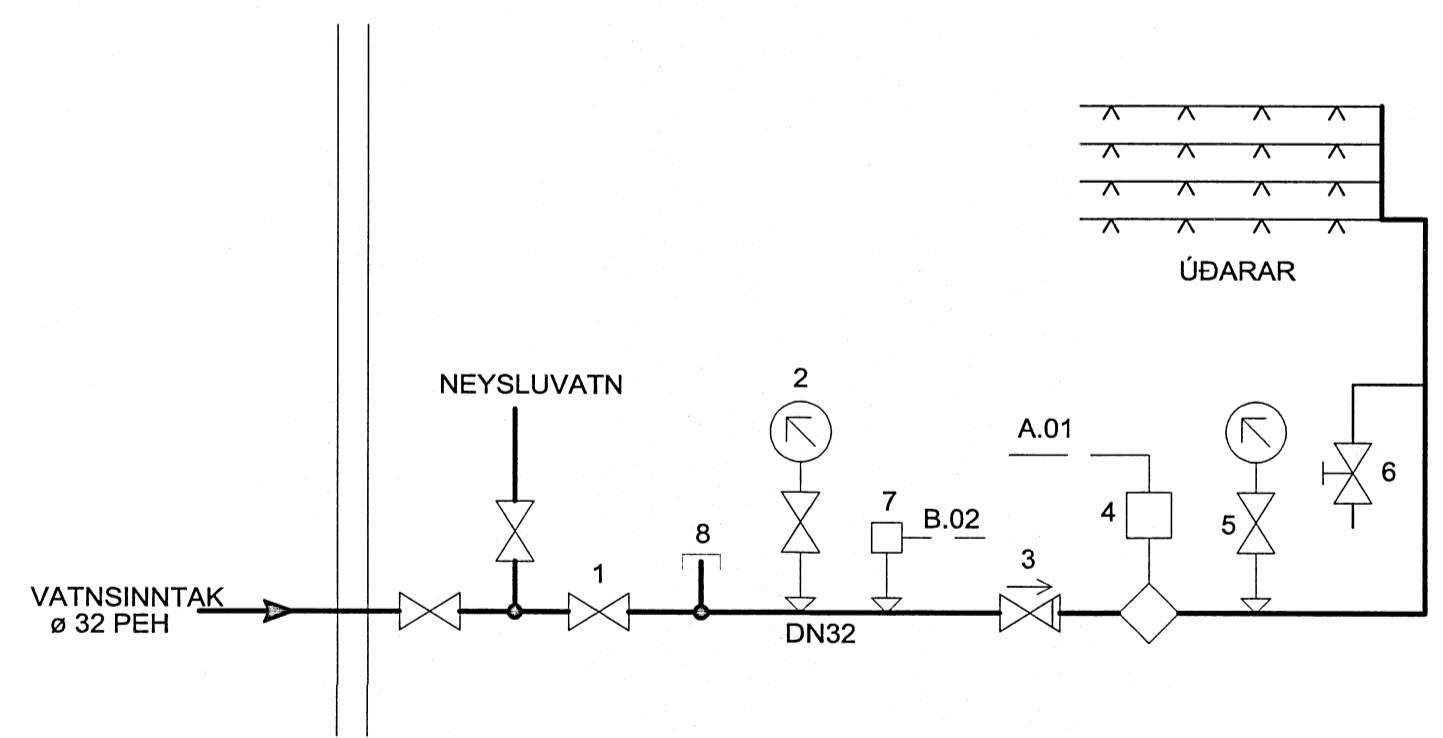 ÚÐARAR
NEYSLUVATN
2
A.01
6
7
B.02
4
5
8
1
3
VATNSINNTAK
ø 32 PEH
DN32